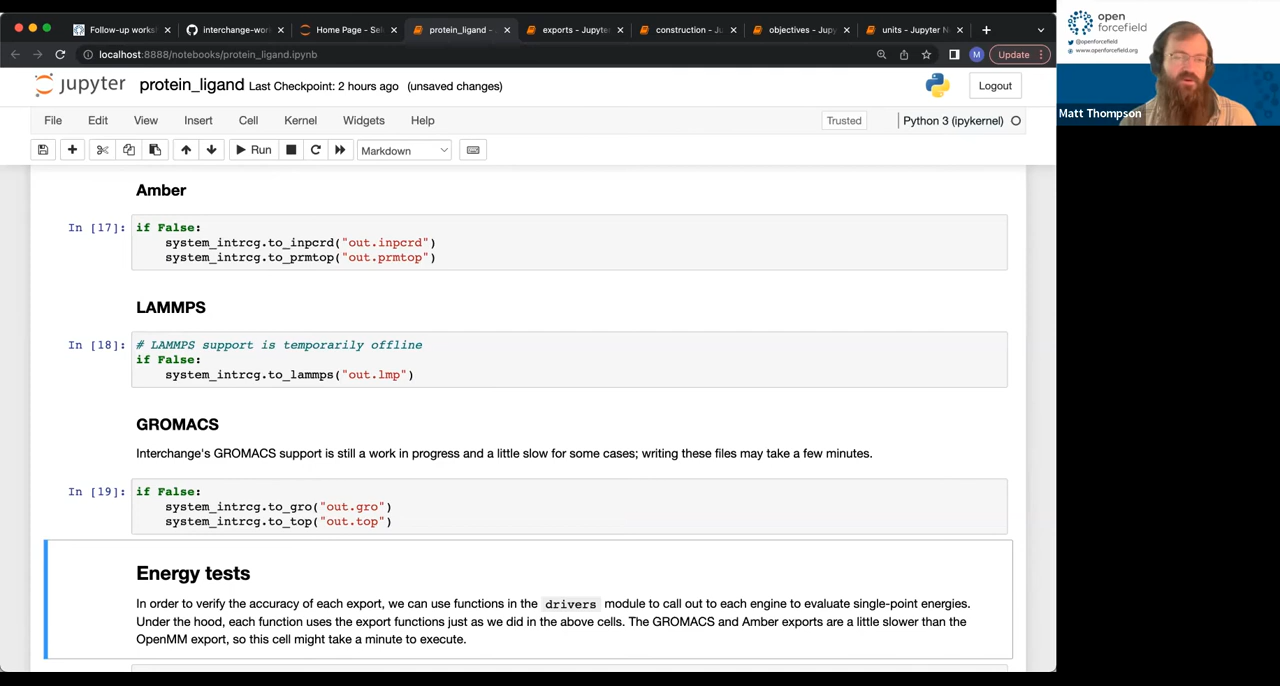 Follow-up works
interchange-wor
Home Page - Sel
protein_ligand -
exports - Jupyte
construction - Ju
objectives - Jupy
units - Jupyter N
localhost:8888/notebooks/protein_ligand.ipynb
M
Update
open
forcefield
@openforcefield
www.openforcefield.org
Matt Thompson
jupyter protein_ligand Last Checkpoint: 2 hours ago (unsaved changes)
Logout
File Edit View Insert Cell Kernel Widgets Help
Trusted
Python 3 (ipykernel)
Run
Markdown
Amber
In [17]: if False:
system_intrcg.to_inpcrd("out.inpcrd")
system_intrcg.to_prmtop("out.prmtop")
LAMMPS
In [18]: # LAMMPS support is temporarily offline
if False:
system_intrcg.to_lammps("out.lmp")
GROMACS
Interchange's GROMACS support is still a work in progress and a little slow for some cases; writing these files may take a few minutes.
In [19]: if False:
system_intrcg.to_gro("out.gro")
system_intrcg.to_top("out.top")
Energy tests
In order to verify the accuracy of each export, we can use functions in the drivers module to call out to each engine to evaluate single-point energies.
Under the hood, each function uses the export functions just as we did in the above cells. The GROMACS and Amber exports are a little slower than the
OpenMM export, so this cell might take a minute to execute.